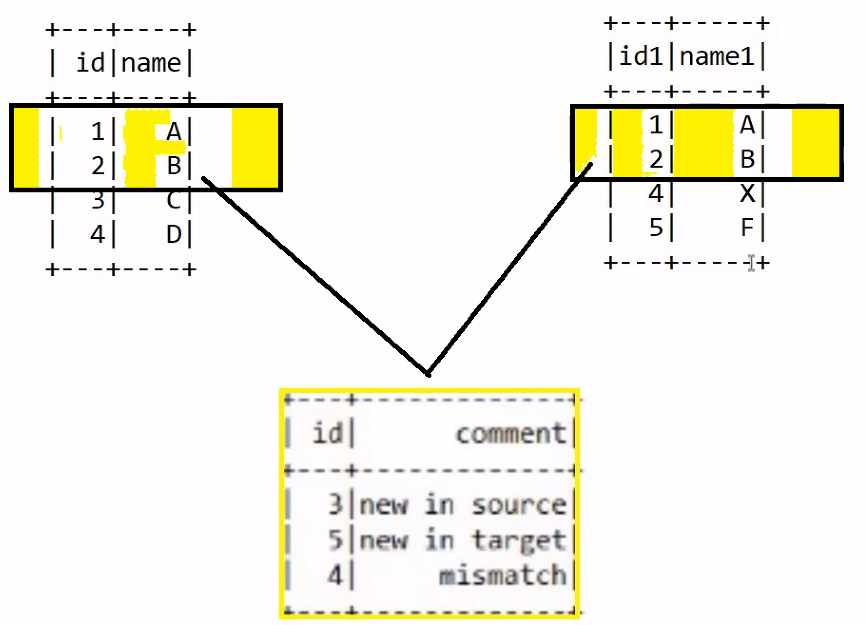 +---+----+
| id|name|
+---+----+
| 1| A|
| 2| B|
| 3| C|
| 4| D|
+---+----+
+---+-----+
|id1|name1|
+---+-----+
| 1| A|
| 2| B|
| 4| X|
| 5| F|
+---+-----+
+---+-------------+
| id| comment|
+---+-------------+
| 3|new in source|
| 5|new in target|
| 4| mismatch|
+---+-------------+